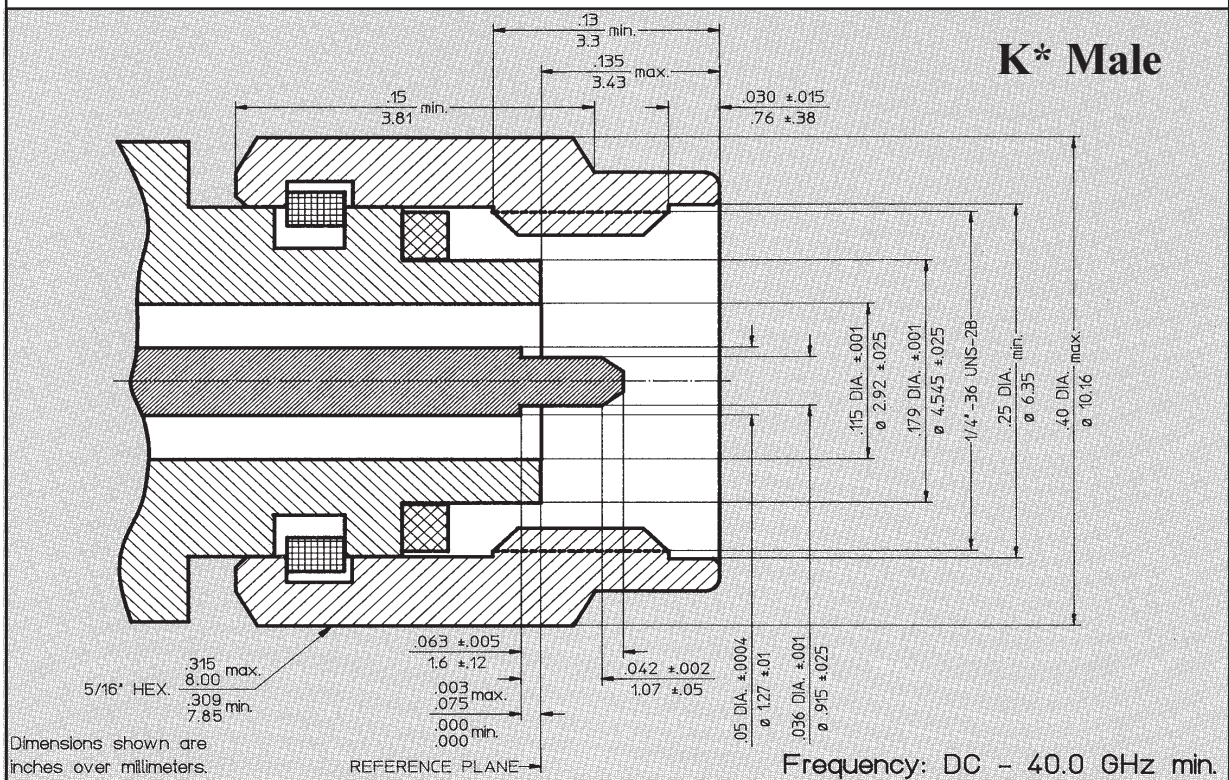 K* Male
.13
3.3 min.
.135
3.43 max.
.15
3.81 min.
.030 ±.015
.76 ±.38
.115 DIA. ±.001
ø 2.92 ±.025
.179 DIA. ±.001
ø 4.545 ±.025
1/4"-36 UNS-2B
.25 DIA. min.
ø 6.35
.40 DIA. max.
ø 10.16
.063 ±.005
1.6 ±.12
.042 ±.002
1.07 ±.05
.05 DIA. ±.0004
ø 1.27 ±.01
.036 DIA. ±.001
ø .915 ±.025
5/16" HEX.
.315
8.00 max.
.309
7.85 min.
.003
.075 max.
.000
.000 min.
Dimensions shown are
inches over millimeters.
REFERENCE PLANE
Frequency: DC - 40.0 GHz min.